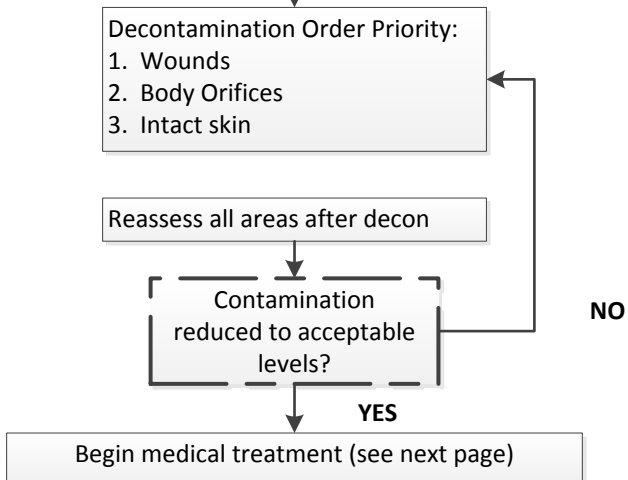 Decontamination Order Priority:
1. Wounds
2. Body Orifices
3. Intact skin
Reassess all areas after decon
Contamination
reduced to acceptable
levels?
NO
YES
Begin medical treatment (see next page)